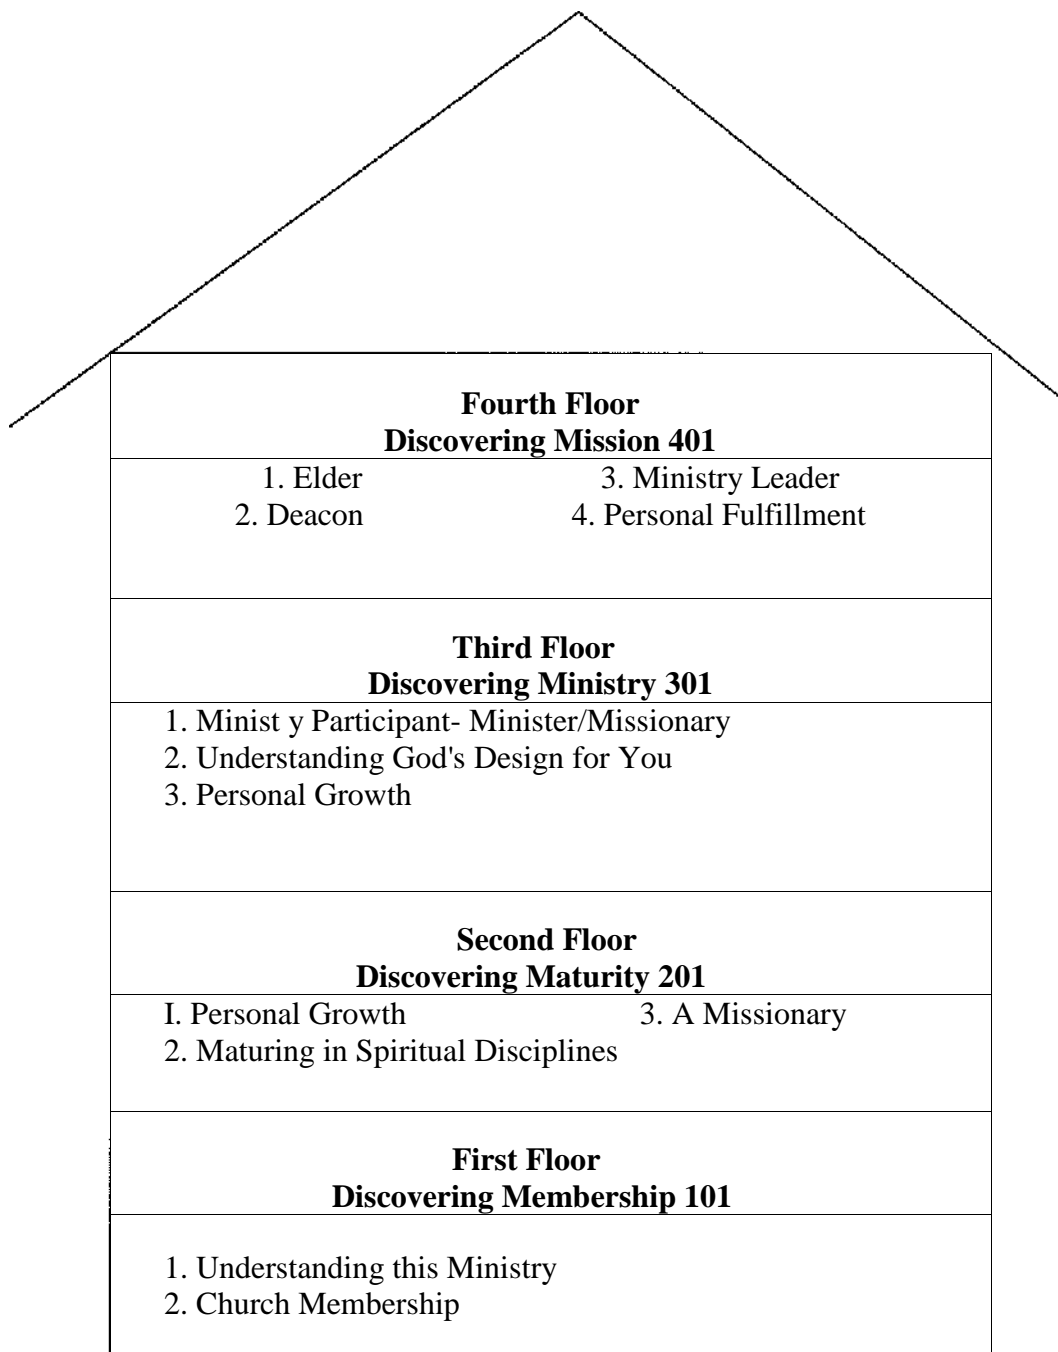 Fourth Floor
Discovering Mission 401
1. Elder 3. Ministry Leader
2. Deacon 4. Personal Fulfillment
Third Floor
Discovering Ministry 301
1. Minist y Participant- Minister/Missionary
2. Understanding God's Design for You
3. Personal Growth
Second Floor
Discovering Maturity 201
I. Personal Growth 3. A Missionary
2. Maturing in Spiritual Disciplines
First Floor
Discovering Membership 101
1. Understanding this Ministry
2. Church Membership